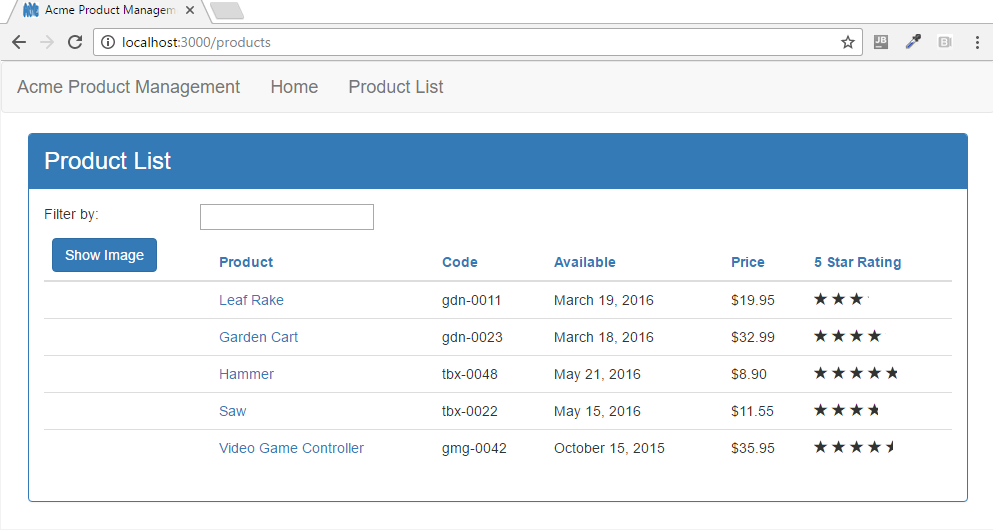 Acme Product Managem
localhost:3000/products
JB
B
Acme Product Management Home Product List
Product List
Filter by:
Show Image Product Code Available Price 5 Star Rating
Leaf Rake gdn-0011 March 19, 2016 $19.95
Garden Cart gdn-0023 March 18, 2016 $32.99
Hammer tbx-0048 May 21, 2016 $8.90
Saw tbx-0022 May 15, 2016 $11.55
Video Game Controller gmg-0042 October 15, 2015 $35.95